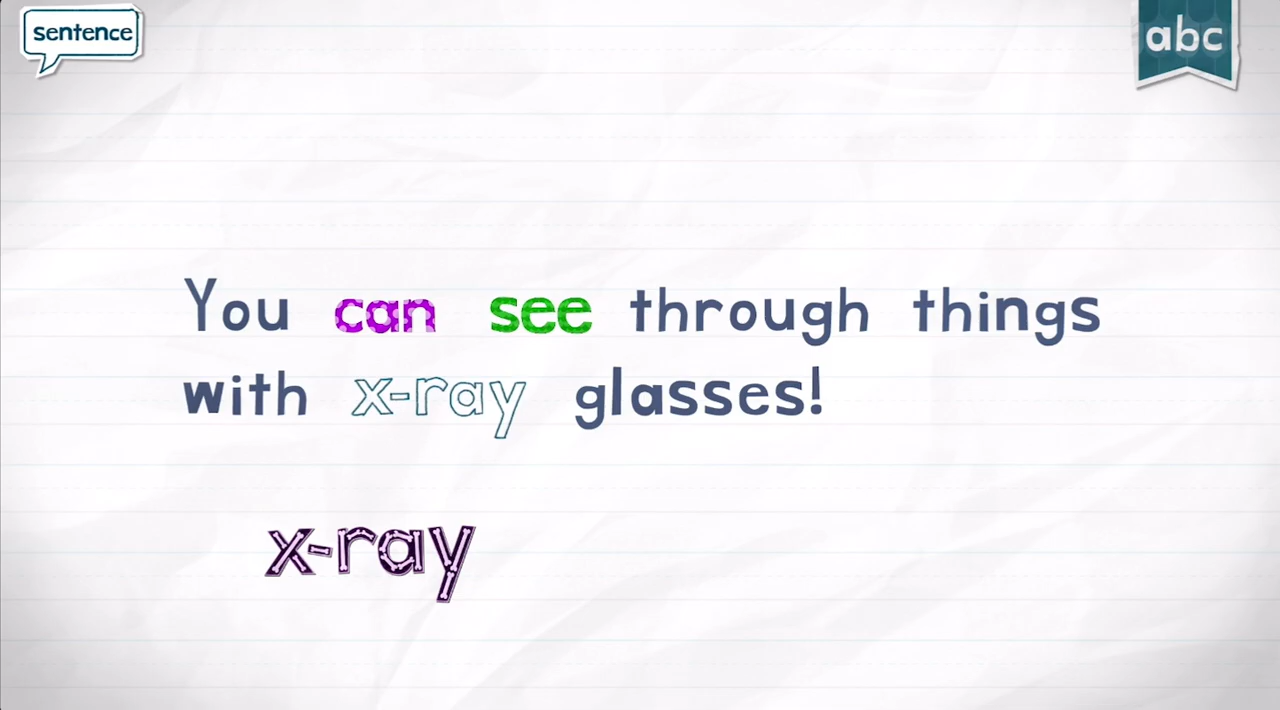 sentence
abc
You can see through things
with x-ray glasses!
x-ray